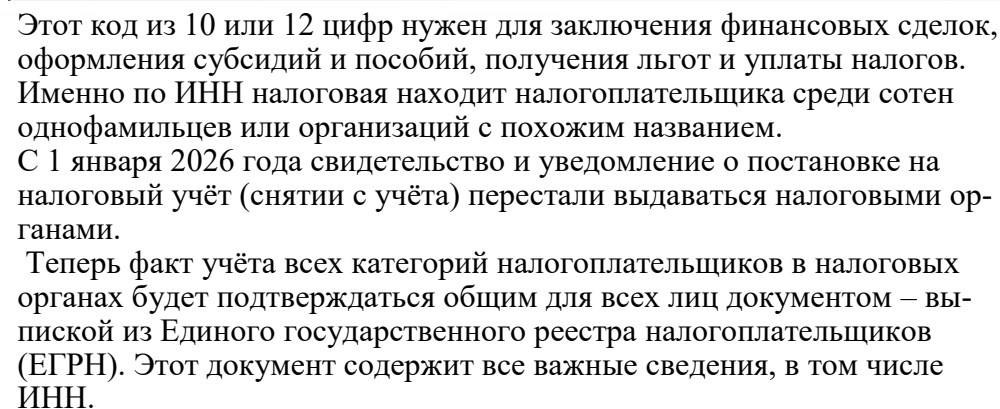 Этот код из 10 или 12 цифр нужен для заключения финансовых сделок,
оформления субсидий и пособий, получения льгот и уплаты налогов.
Именно по ИНН налоговая находит налогоплательщика среди сотен
однофамильцев или организаций с похожим названием.
С 1 января 2026 года свидетельство и уведомление о постановке на
налоговый учёт (снятии с учёта) перестали выдаваться налоговыми ор-
ганами.
Теперь факт учёта всех категорий налогоплательщиков в налоговых
органах будет подтверждаться общим для всех лиц документом – вы-
пиской из Единого государственного реестра налогоплательщиков
(ЕГРН). Этот документ содержит все важные сведения, в том числе
ИНН.